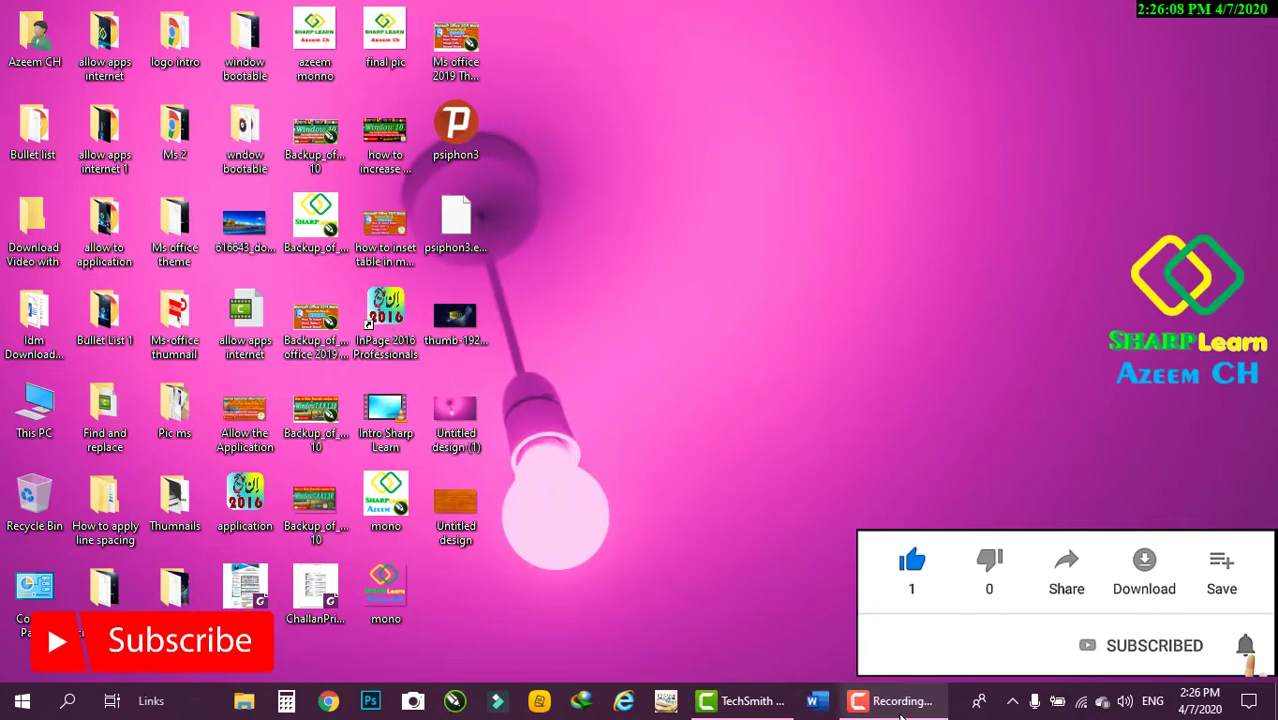 2:26:08 PM 4/7/2020
Azeem CH
allow apps
internet
logo intro
window
bootable
azeem
monno
final pic
Ms office
2019 Th...
Bullet list
allow apps
internet 1
Ms 2
wndow
bootable
Backup_of_...
10
how to
increase ...
psiphon3
Download
Video with
allow to
application
Ms office
theme
616643_do...
Backup_of_...
how to inset
table in m...
psiphon3.e...
Idm
Download...
Bullet List 1
Ms-office
thumnail
allow apps
internet
Backup_of_...
office 2019 ...
InPage 2016
Professionals
thumb-192...
This PC
Find and
replace
Pic ms
Allow the
Application
Backup_of_...
10
Intro Sharp
Learn
Untitled
design (1)
Recycle Bin
How to apply
line spacing
Thumnails
application
Backup_of_...
10
mono
Untitled
design
ChallanPri...
mono
SHARP Learn
Azeem CH
Subscribe
1
0
Share
Download
Save
SUBSCRIBED
Links
TechSmith ...
Recording...
ENG
2:26 PM
4/7/2020